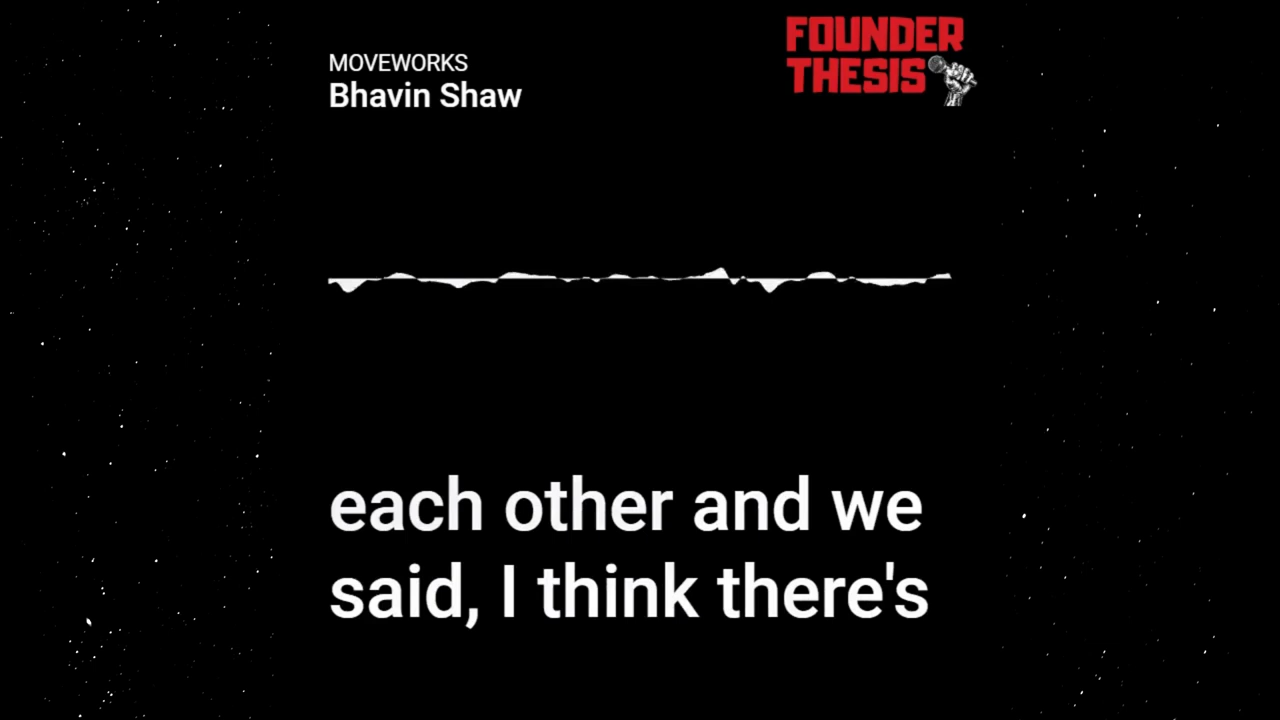 MOVEWORKS
Bhavin Shaw
FOUNDER
THESIS
each other and we
said, I think there's